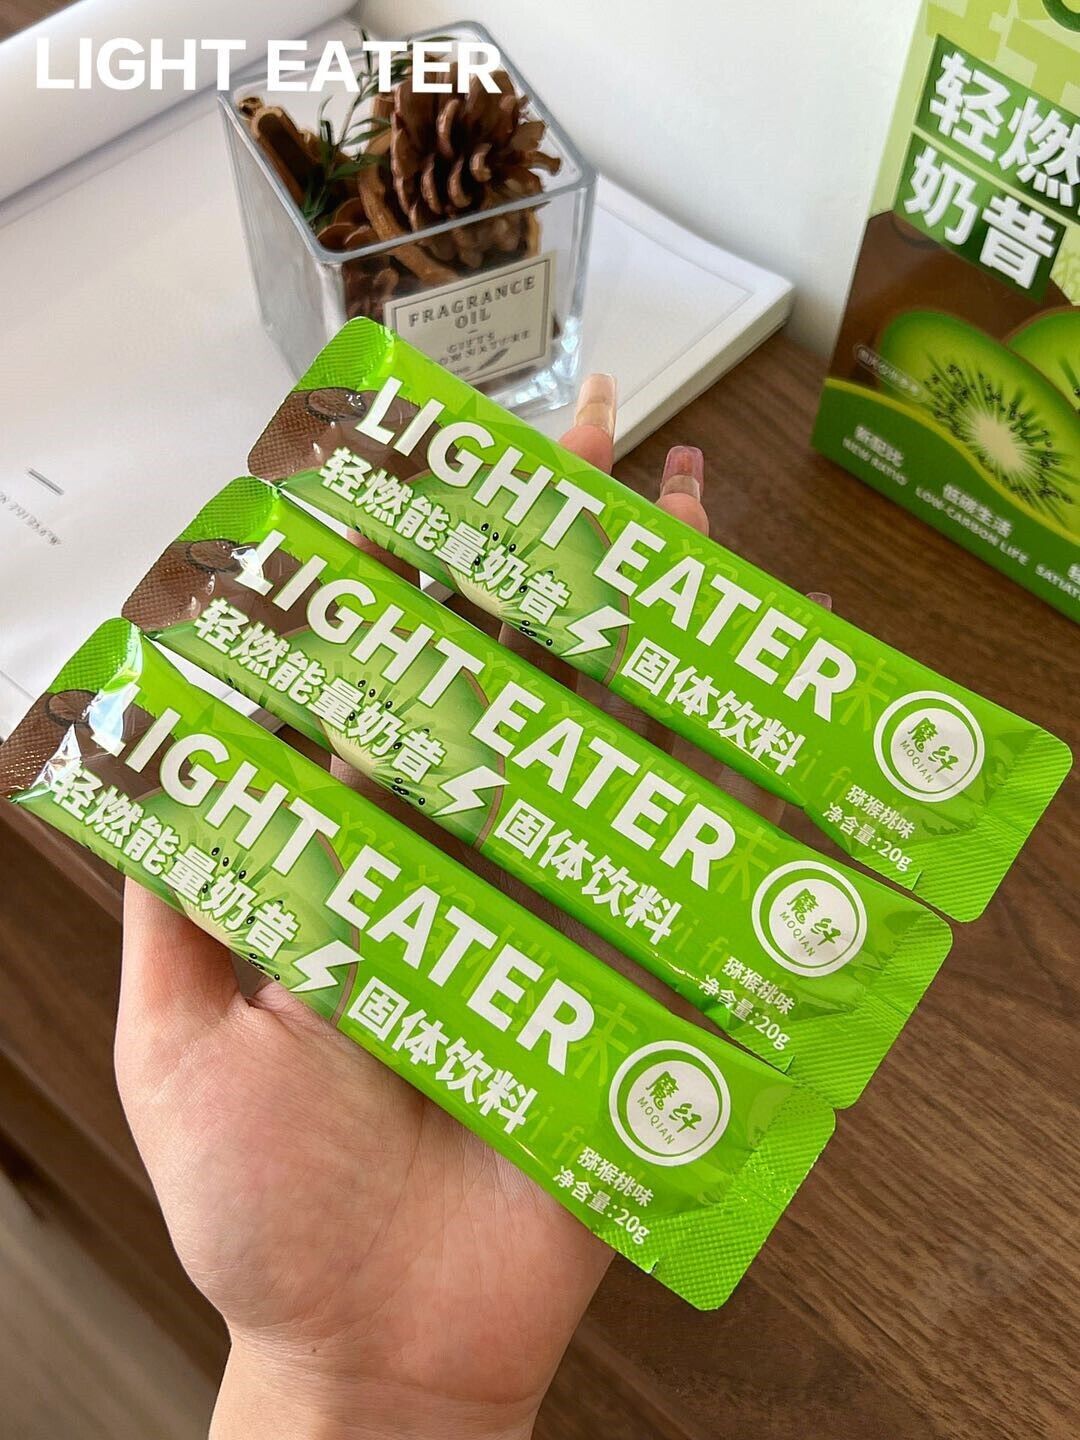 LIGHT EATER
轻燃
奶昔
FRAGRANCE
OIL
GIFTS
新配比
NEW RATIO
低碳生活
LOW CARBON LIFE
LIGHT EATER
轻燃能量奶昔
固体饮料
魔纤
MOQIAN
猕猴桃味
净含量:20g
LIGHT EATER
轻燃能量奶昔
固体饮料
魔纤
MOQIAN
猕猴桃味
净含量:20g
LIGHT EATER
轻燃能量奶昔
固体饮料
魔纤
MOQIAN
猕猴桃味
净含量:20g